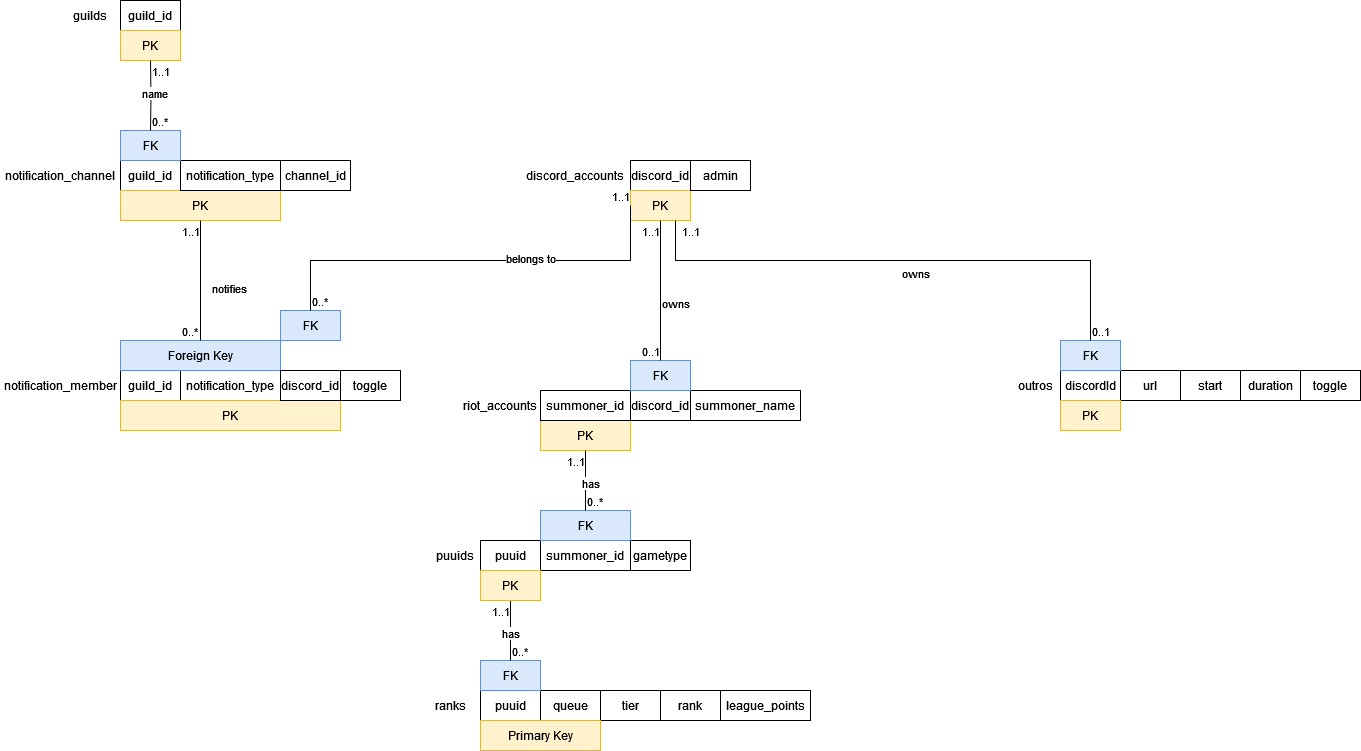 guilds guild_id
PK
1..1
name
0..*
FK
notification_channel guild_id notification_type channel_id
PK
1..1
notifies
0..*
discord_accounts discord_id admin
1..1 PK
1..1 1..1
belongs to
0..*
FK
owns
owns
0..1
0..1
Foreign Key
notification_member guild_id notification_type discord_id toggle
PK
FK
riot_accounts summoner_id discord_id summoner_name
PK
FK
outros discordId url start duration toggle
PK
1..1
has
0..*
FK
puuids puuid summoner_id gametype
PK
1..1
has
0..*
FK
ranks puuid queue tier rank league_points
Primary Key